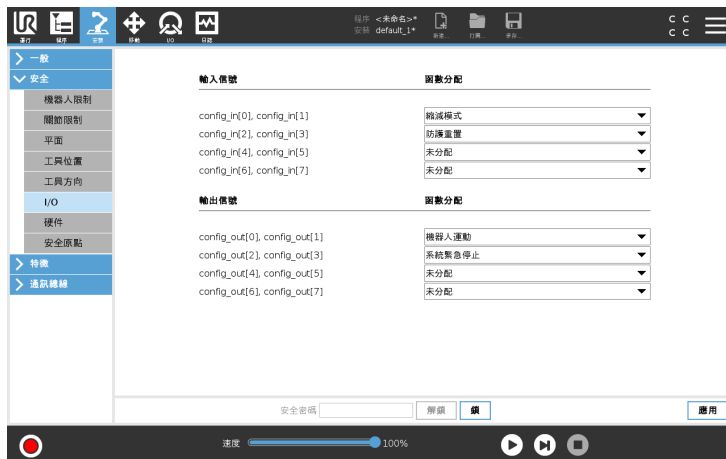 程序 <未命名>*
安裝 default_1*
C C
C C
運行 程序 安裝 移動 I/O 日誌 新建... 打開... 保存...
一般
安全
機器人限制
關節限制
平面
工具位置
工具方向
I/O
硬件
安全原點
特徵
通訊總線
輸入信號 函數分配
config_in[0], config_in[1] 縮減模式
config_in[2], config_in[3] 防護重置
config_in[4], config_in[5] 未分配
config_in[6], config_in[7] 未分配
輸出信號 函數分配
config_out[0], config_out[1] 機器人運動
config_out[2], config_out[3] 系統緊急停止
config_out[4], config_out[5] 未分配
config_out[6], config_out[7] 未分配
安全密碼 解鎖 鎖 應用
速度 100%